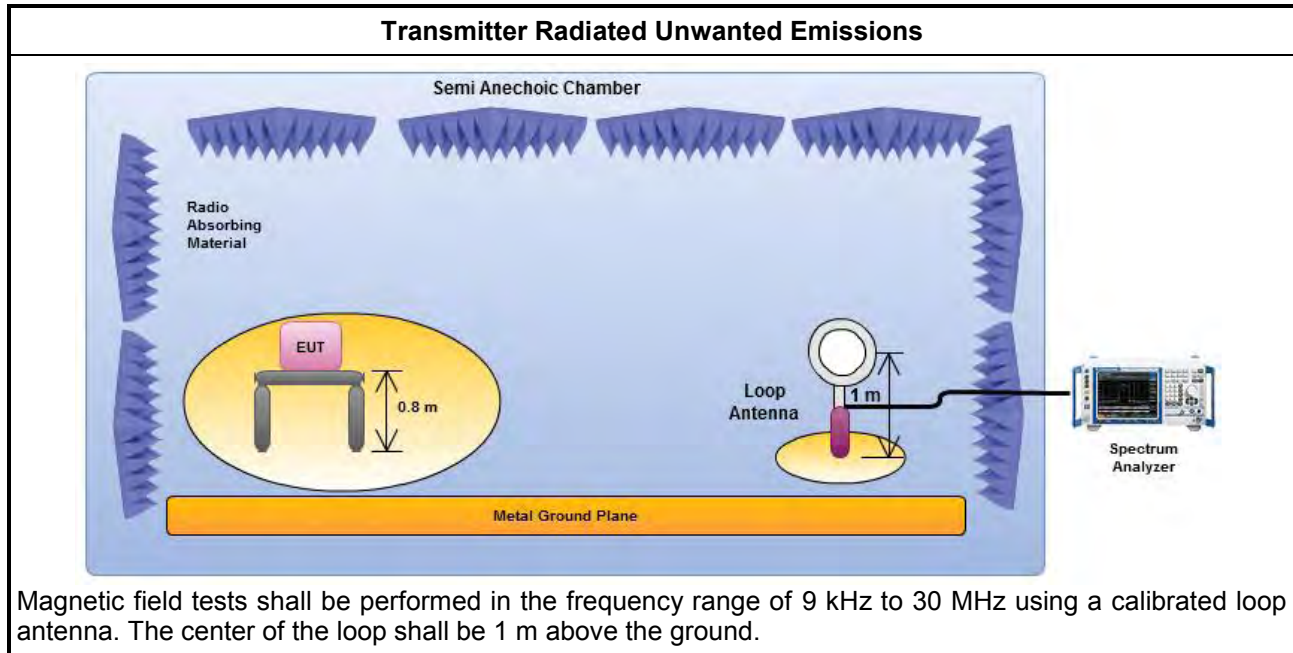 Transmitter Radiated Unwanted Emissions
Semi Anechoic Chamber
Radio
Absorbing
Material
EUT
0.8 m
Loop
Antenna
1 m
Spectrum
Analyzer
Metal Ground Plane
Magnetic field tests shall be performed in the frequency range of 9 kHz to 30 MHz using a calibrated loop
antenna. The center of the loop shall be 1 m above the ground.